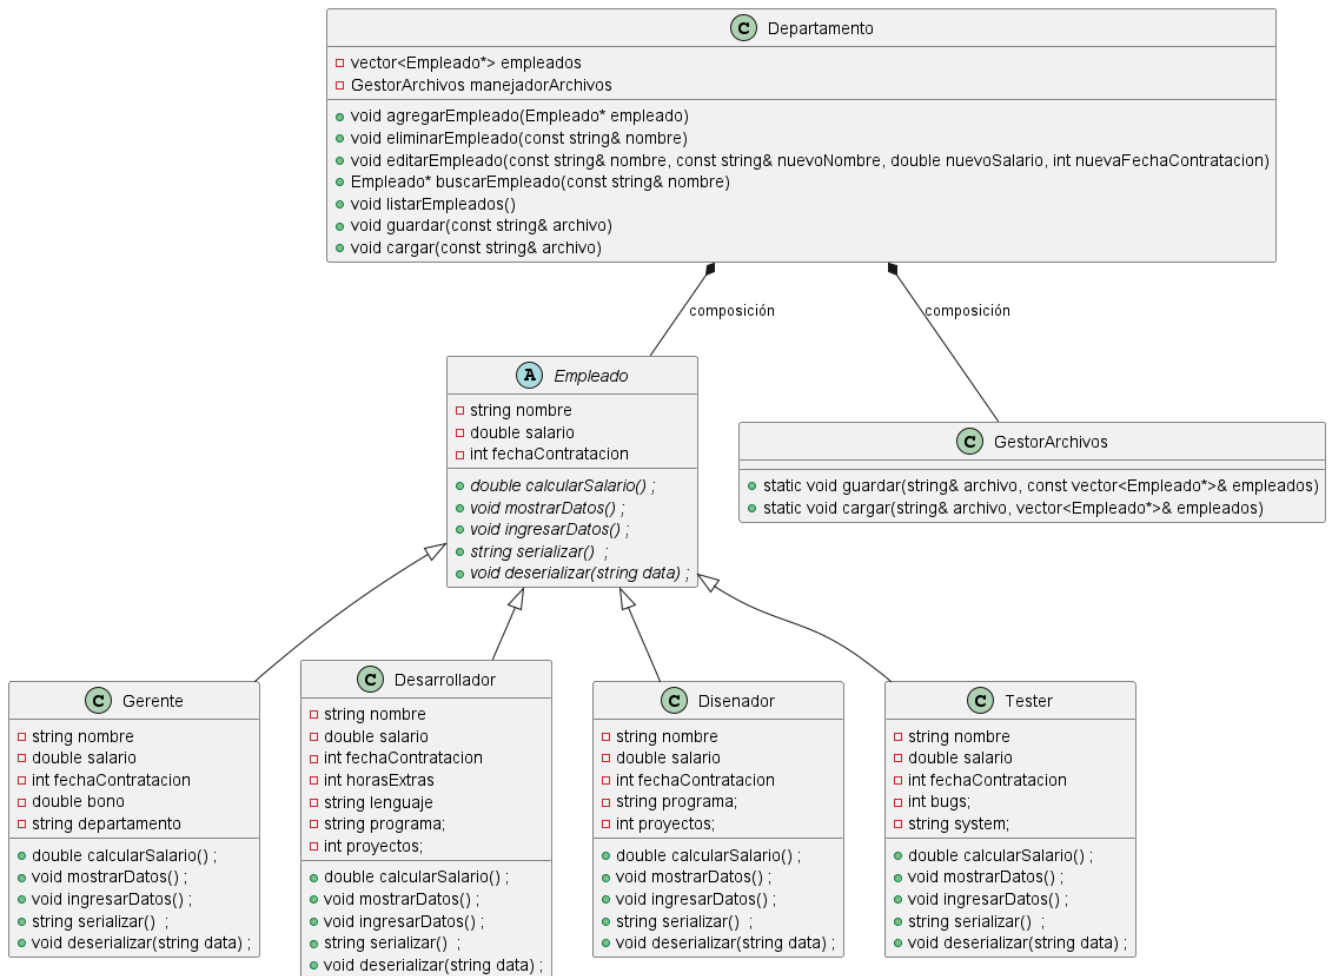 C Departamento
vector<Empleado*> empleados
GestorArchivos manejadorArchivos
void agregarEmpleado(Empleado* empleado)
void eliminarEmpleado(const string& nombre)
void editarEmpleado(const string& nombre, const string& nuevoNombre, double nuevoSalario, int nuevaFechaContratacion)
Empleado* buscarEmpleado(const string& nombre)
void listarEmpleados()
void guardar(const string& archivo)
void cargar(const string& archivo)
composición
composición
A Empleado
string nombre
double salario
int fechaContratacion
double calcularSalario() ;
void mostrarDatos() ;
void ingresarDatos() ;
string serializar()  ;
void deserializar(string data) ;
C GestorArchivos
static void guardar(string& archivo, const vector<Empleado*>& empleados)
static void cargar(string& archivo, vector<Empleado*>& empleados)
C Gerente
string nombre
double salario
int fechaContratacion
double bono
string departamento
double calcularSalario() ;
void mostrarDatos() ;
void ingresarDatos() ;
string serializar()  ;
void deserializar(string data) ;
C Desarrollador
string nombre
double salario
int fechaContratacion
int horasExtras
string lenguaje
string programa;
int proyectos;
double calcularSalario() ;
void mostrarDatos() ;
void ingresarDatos() ;
string serializar()  ;
void deserializar(string data) ;
C Disenador
string nombre
double salario
int fechaContratacion
string programa;
int proyectos;
double calcularSalario() ;
void mostrarDatos() ;
void ingresarDatos() ;
string serializar()  ;
void deserializar(string data) ;
C Tester
string nombre
double salario
int fechaContratacion
int bugs;
string system;
double calcularSalario() ;
void mostrarDatos() ;
void ingresarDatos() ;
string serializar()  ;
void deserializar(string data) ;